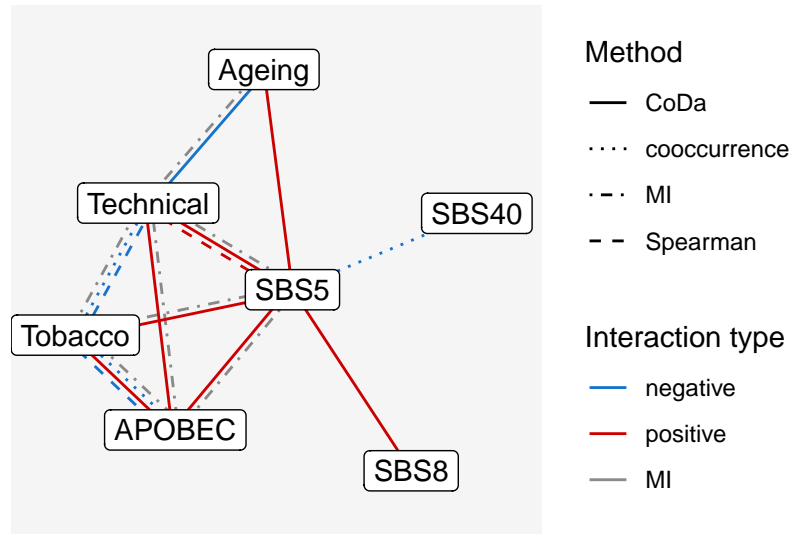 Ageing
Technical
SBS40
SBS5
Tobacco
APOBEC
SBS8
Method
CoDa
cooccurrence
MI
Spearman
Interaction type
negative
positive
MI